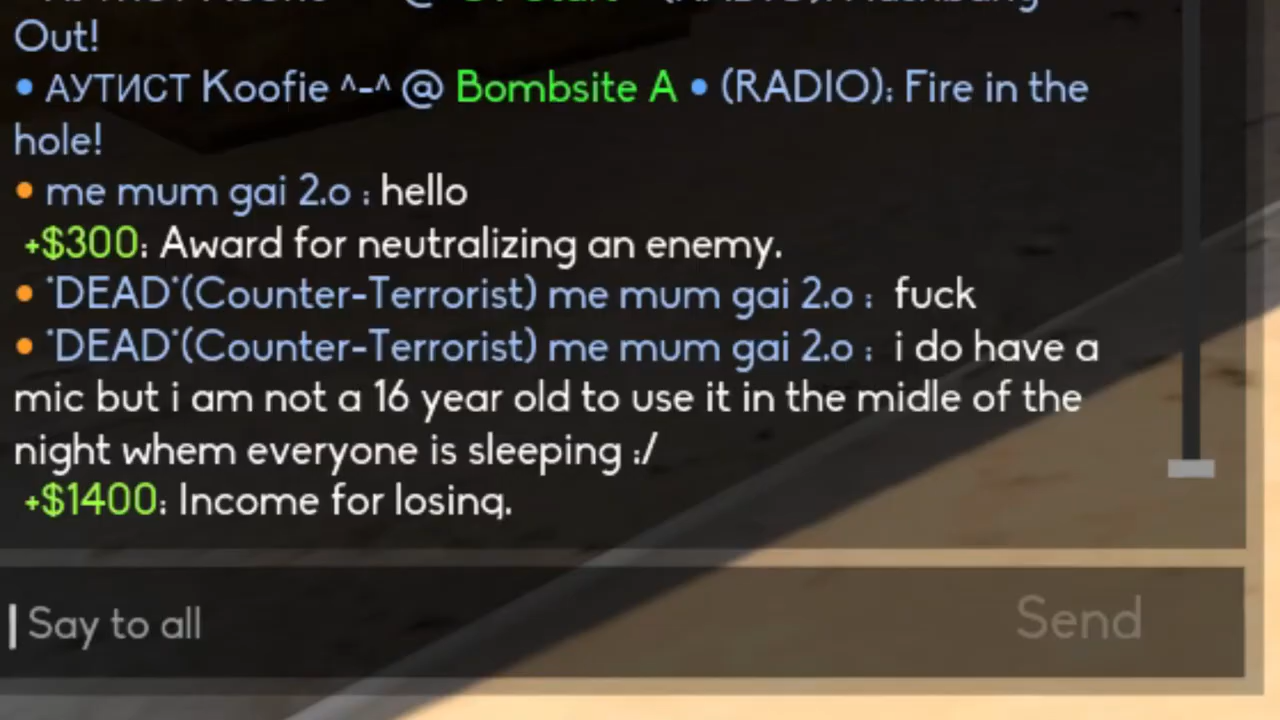 Out!
• АУТИСТ Koofie ^-^ @ Bombsite A • (RADIO): Fire in the
hole!
• me mum gai 2.o : hello
+$300: Award for neutralizing an enemy.
• *DEAD*(Counter-Terrorist) me mum gai 2.o : fuck
• *DEAD*(Counter-Terrorist) me mum gai 2.o : i do have a
mic but i am not a 16 year old to use it in the midle of the
night whem everyone is sleeping :/
+$1400: Income for losing.
Say to all
Send